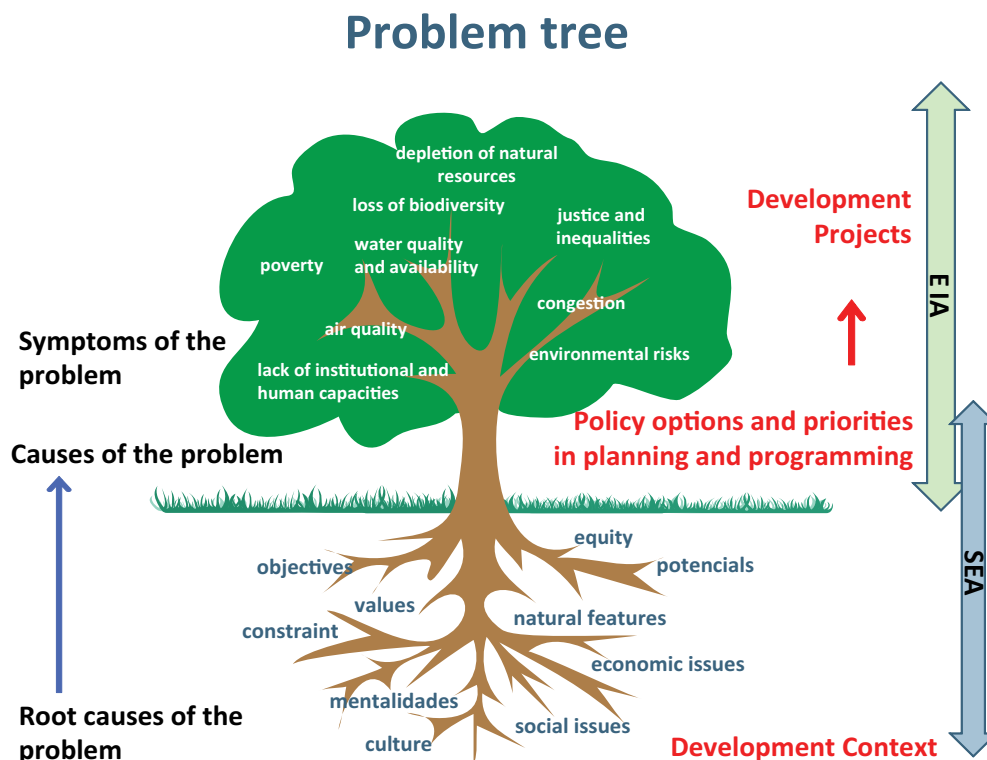 Problem tree
depletion of natural
resources
loss of biodiversity
justice and
inequalities
water quality
and availability
poverty
congestion
air quality
environmental risks
lack of institutional and
human capacities
Development
Projects
E IA
Symptoms of the
problem
Policy options and priorities
in planning and programming
Causes of the problem
SEA
equity
objectives
potencials
values
natural features
constraint
economic issues
mentalidades
social issues
culture
Root causes of the
problem
Development Context